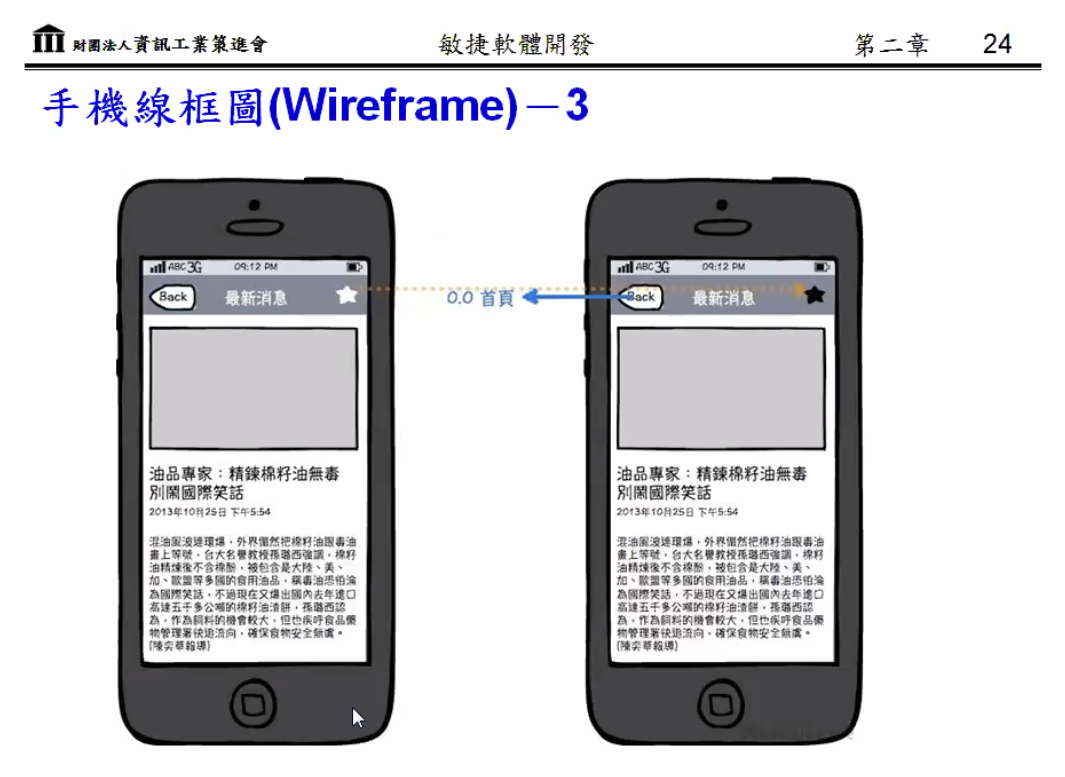 財團法人資訊工業策進會
敏捷軟體開發
第二章
24
手機線框圖(Wireframe)－3
ABC 3G 09:12 PM
Back
最新消息
油品專家：精鍊棉籽油無毒
別鬧國際笑話
2013年10月25日 下午5:54
混油風波連環爆，外界儼然把棉籽油跟毒油
畫上等號，台大名譽教授孫璐西強調，棉籽
油精煉後不含棉酚，被包含是大陸、美、
加、歐盟等多國的食用油品，稱毒油恐怕淪
為國際笑話，不過現在又爆出國內去年進口
高達五千多公噸的棉籽油渣餅，孫璐西認
為，作為飼料的機會較大，但也疾呼食品藥
物管理署快追流向，確保食物安全無虞。
(陳奕華報導)
0.0 首頁
ABC 3G 09:12 PM
Back
最新消息
油品專家：精鍊棉籽油無毒
別鬧國際笑話
2013年10月25日 下午5:54
混油風波連環爆，外界儼然把棉籽油跟毒油
畫上等號，台大名譽教授孫璐西強調，棉籽
油精煉後不含棉酚，被包含是大陸、美、
加、歐盟等多國的食用油品，稱毒油恐怕淪
為國際笑話，不過現在又爆出國內去年進口
高達五千多公噸的棉籽油渣餅，孫璐西認
為，作為飼料的機會較大，但也疾呼食品藥
物管理署快追流向，確保食物安全無虞。
(陳奕華報導)